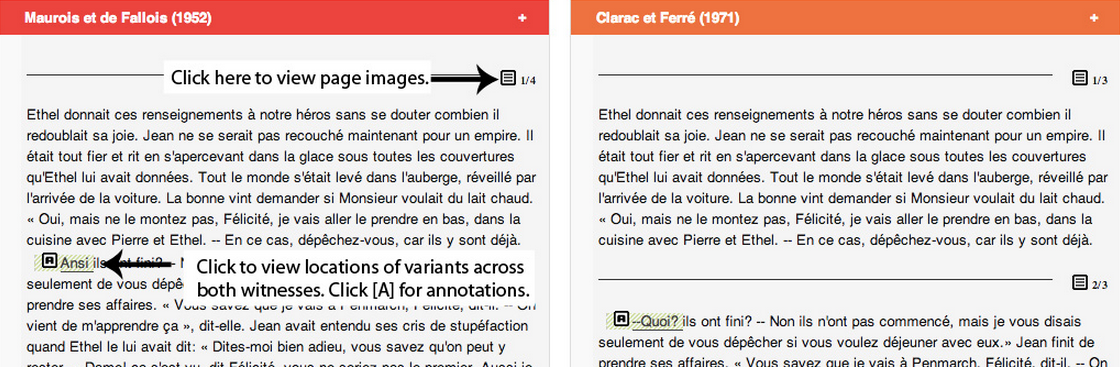 Maurois et de Fallois (1952) +
Click here to view page images. 1/4
Ethel donnait ces renseignements à notre héros sans se douter combien il
redoublait sa joie. Jean ne se serait pas recouché maintenant pour un empire. Il
était tout fier et rit en s'apercevant dans la glace sous toutes les couvertures
qu'Ethel lui avait données. Tout le monde s'était levé dans l'auberge, réveillé par
l'arrivée de la voiture. La bonne vint demander si Monsieur voulait du lait chaud.
« Oui, mais ne le montez pas, Félicité, je vais aller le prendre en bas, dans la
cuisine avec Pierre et Ethel. -- En ce cas, dépêchez-vous, car ils y sont déjà.
A Ansi ils ont fini? --
Click to view locations of variants across
both witnesses. Click [A] for annotations.
seulement de vous
prendre ses affaires. « Vous savez que je vais à Penmarch, Félicité, dit-il. -- On
vient de m'apprendre ça », dit-elle. Jean avait entendu ses cris de stupéfaction
quand Ethel le lui avait dit: « Dites-moi bien adieu, vous savez qu'on peut y
Clarac et Ferré (1971) +
1/3
Ethel donnait ces renseignements à notre héros sans se douter combien il
redoublait sa joie. Jean ne se serait pas recouché maintenant pour un empire. Il
était tout fier et rit en s'apercevant dans la glace sous toutes les couvertures
qu'Ethel lui avait données. Tout le monde s'était levé dans l'auberge, réveillé par
l'arrivée de la voiture. La bonne vint demander si Monsieur voulait du lait chaud.
« Oui, mais ne le montez pas, Félicité, je vais aller le prendre en bas, dans la
cuisine avec Pierre et Ethel. -- En ce cas, dépêchez-vous, car ils y sont déjà.
2/3
A --Quoi? ils ont fini? -- Non ils n'ont pas commencé, mais je vous disais
seulement de vous dépêcher si vous voulez déjeuner avec eux.» Jean finit de
prendre ses affaires. « Vous savez que je vais à Penmarch, Félicité, dit-il. -- On